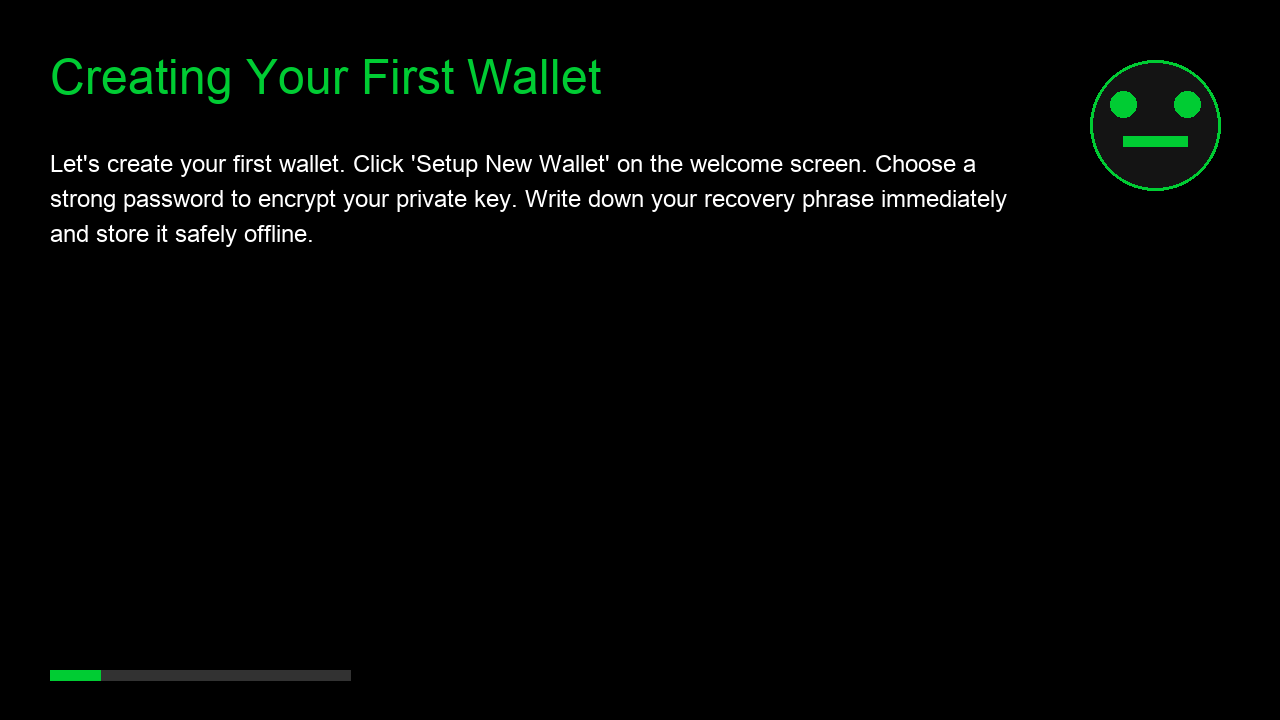 Creating Your First Wallet
Let's create your first wallet. Click 'Setup New Wallet' on the welcome screen. Choose a
strong password to encrypt your private key. Write down your recovery phrase immediately
and store it safely offline.